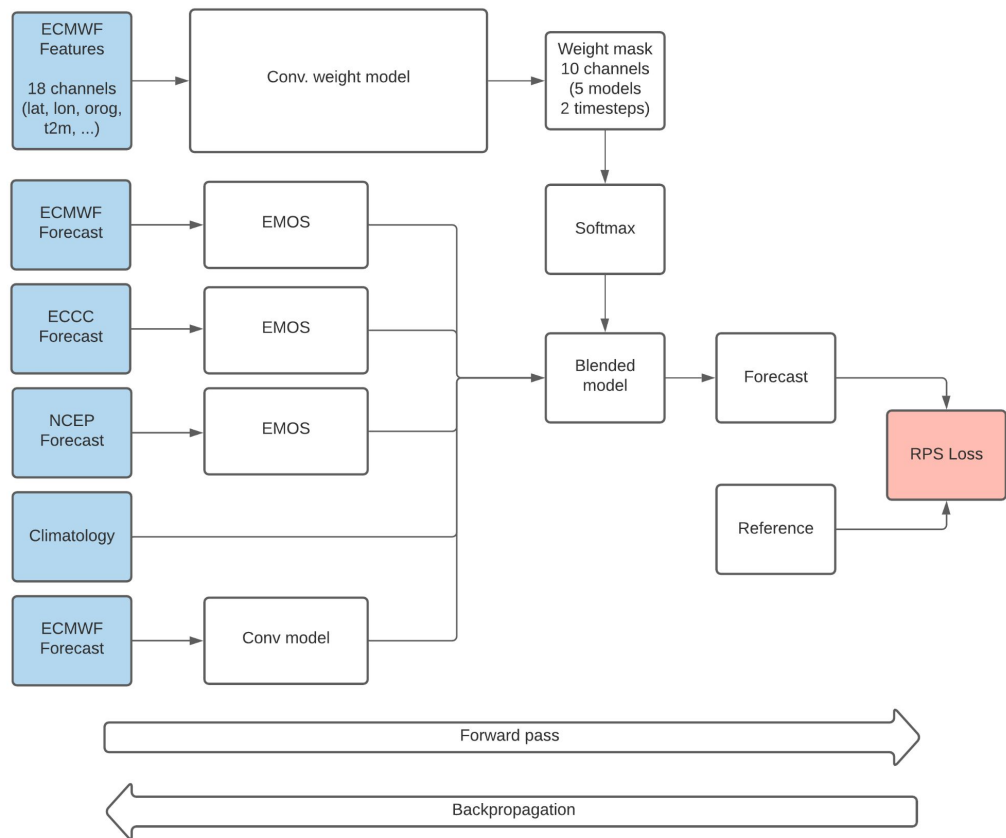 ECMWF
Features
18 channels
(lat, lon, orog,
t2m, ...)
Conv. weight model
Weight mask
10 channels
(5 models
2 timesteps)
ECMWF
Forecast
EMOS
Softmax
ECCC
Forecast
EMOS
Blended
model
Forecast
NCEP
Forecast
EMOS
RPS Loss
Climatology
Reference
ECMWF
Forecast
Conv model
Forward pass
Backpropagation